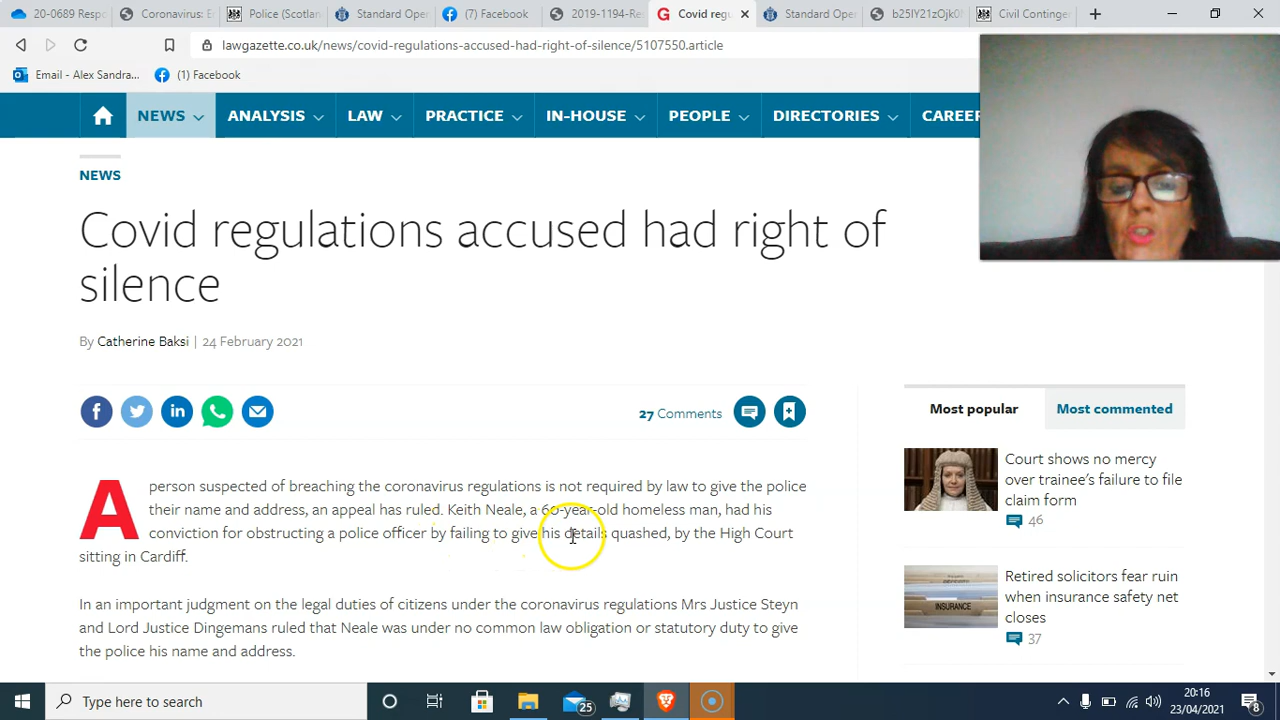 20-0689 Respo
Coronavirus: E
Police (Scotlan
Standard Ope
(7) Facebook
2019-1194-Re
Covid regu
Standard Ope
b25lY21zOjk0N
Civil Continge
lawgazette.co.uk/news/covid-regulations-accused-had-right-of-silence/5107550.article
Email - Alex Sandra...
(1) Facebook
NEWS
ANALYSIS
LAW
PRACTICE
IN-HOUSE
PEOPLE
DIRECTORIES
CAREE
NEWS
Covid regulations accused had right of
silence
By Catherine Baksi | 24 February 2021
27 Comments
Most popular
Most commented
A person suspected of breaching the coronavirus regulations is not required by law to give the police
their name and address, an appeal has ruled. Keith Neale, a 60-year-old homeless man, had his
conviction for obstructing a police officer by failing to give his details quashed, by the High Court
sitting in Cardiff.
In an important judgment on the legal duties of citizens under the coronavirus regulations Mrs Justice Steyn
and Lord Justice Dingemans ruled that Neale was under no common law obligation or statutory duty to give
the police his name and address.
Court shows no mercy
over trainee's failure to file
claim form
46
INSURANCE
Retired solicitors fear ruin
when insurance safety net
closes
37
Type here to search
25
20:16
23/04/2021
8